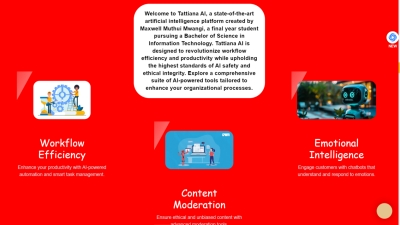 Welcome to Tattiana AI, a state-of-the-art
artificial intelligence platform created by
Maxwell Muthui Mwangi, a final year student
pursuing a Bachelor of Science in
Information Technology. Tattiana AI is
designed to revolutionize workflow
efficiency and productivity while upholding
the highest standards of AI safety and
ethical integrity. Explore a comprehensive
suite of AI-powered tools tailored to
enhance your organizational processes.
NEW
Workflow
Efficiency
Enhance your productivity with AI-powered
automation and smart task management.
Emotional
Intelligence
Engage customers with chatbots that
understand and respond to emotions.
Content
Moderation
Ensure ethical and unbiased content with
advanced moderation tools.